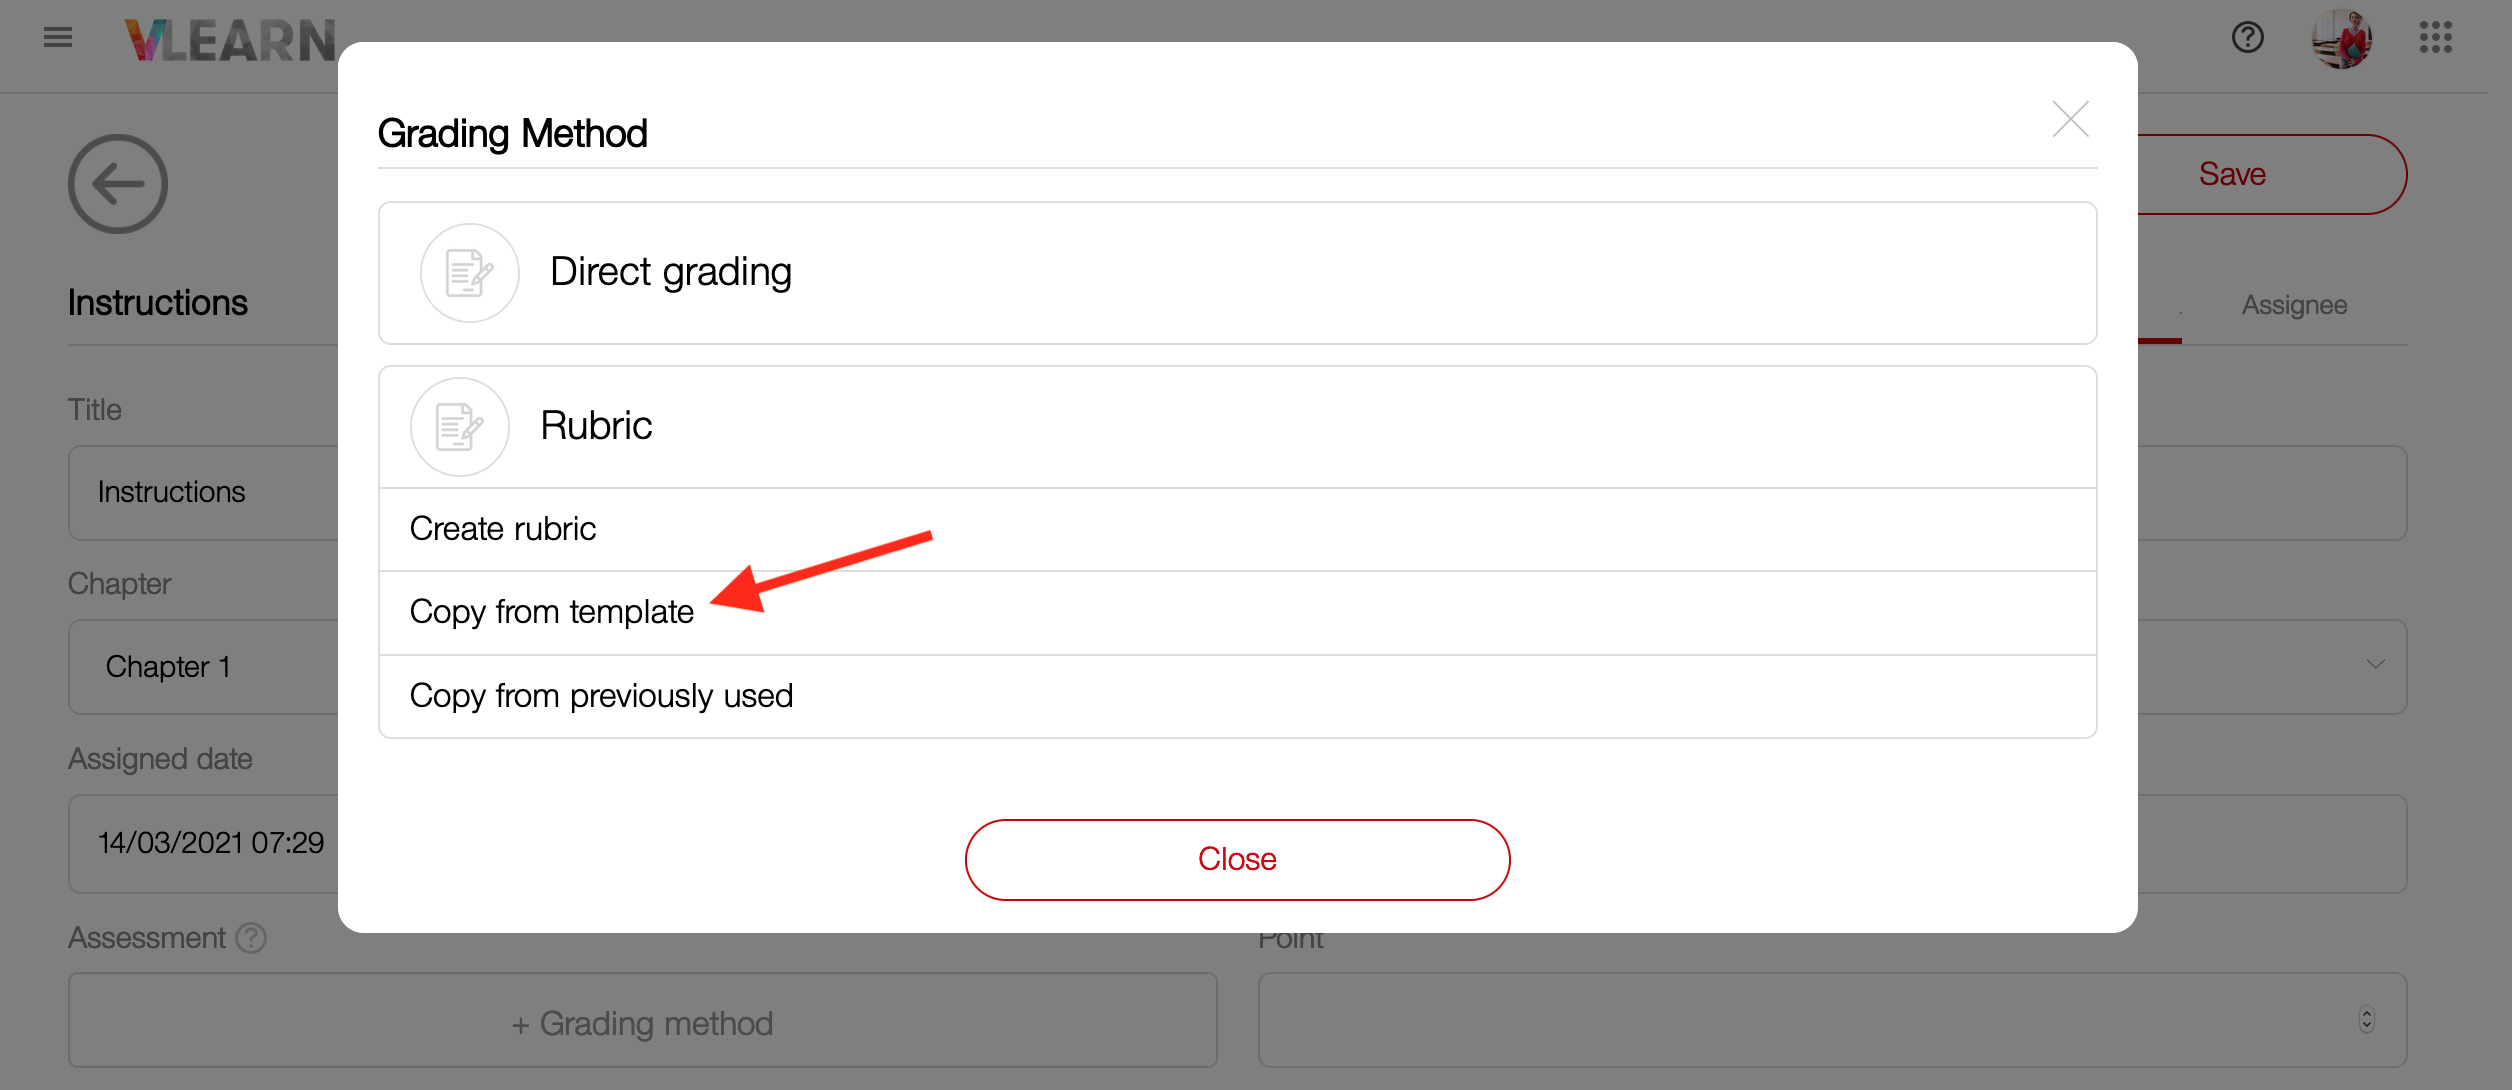 VLEARN
Grading Method
Save
Direct grading
Instructions
Assignee
Rubric
Title
Instructions
Create rubric
Chapter
Copy from template
Chapter 1
Copy from previously used
Assigned date
14/03/2021 07:29
Close
Assessment ?
Point
+ Grading method